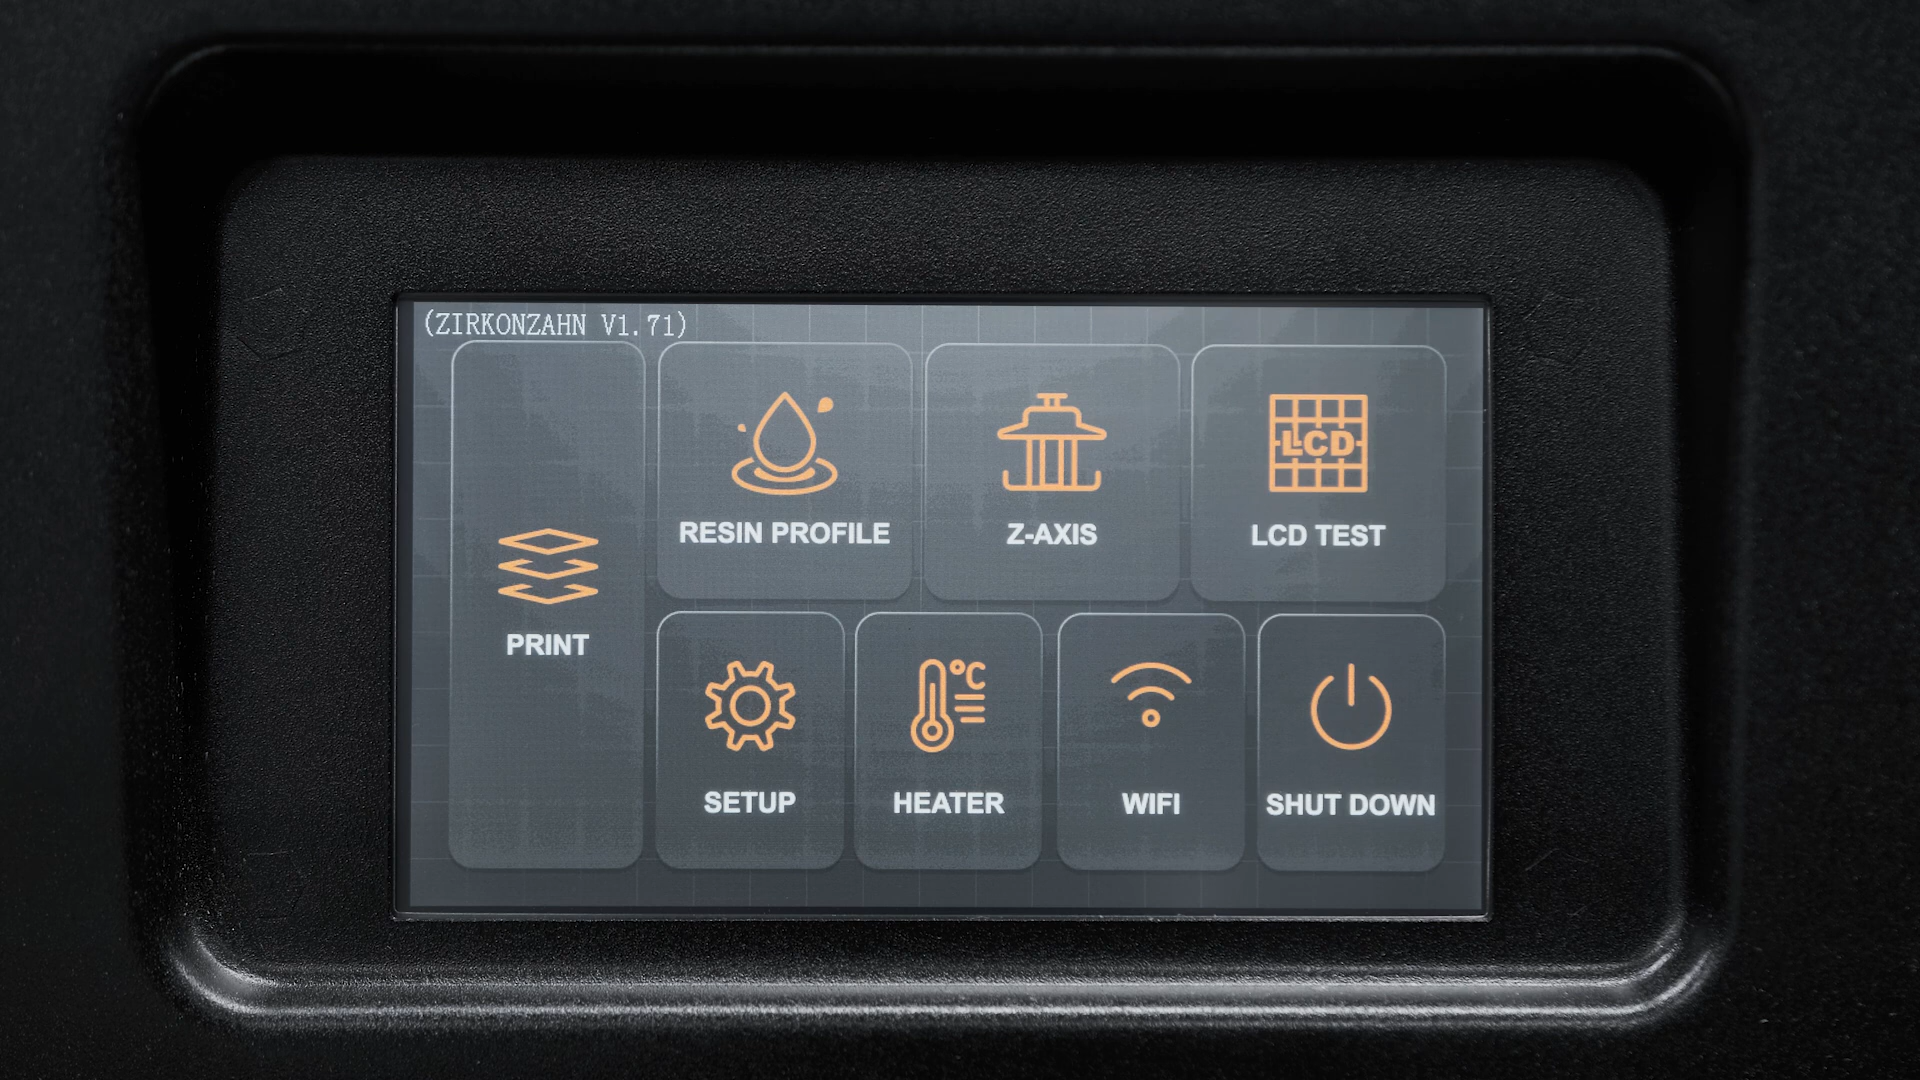 (ZIRKONZAHN V1.71)
RESIN PROFILE
Z-AXIS
LCD
LCD TEST
PRINT
°C
SETUP
HEATER
WIFI
SHUT DOWN